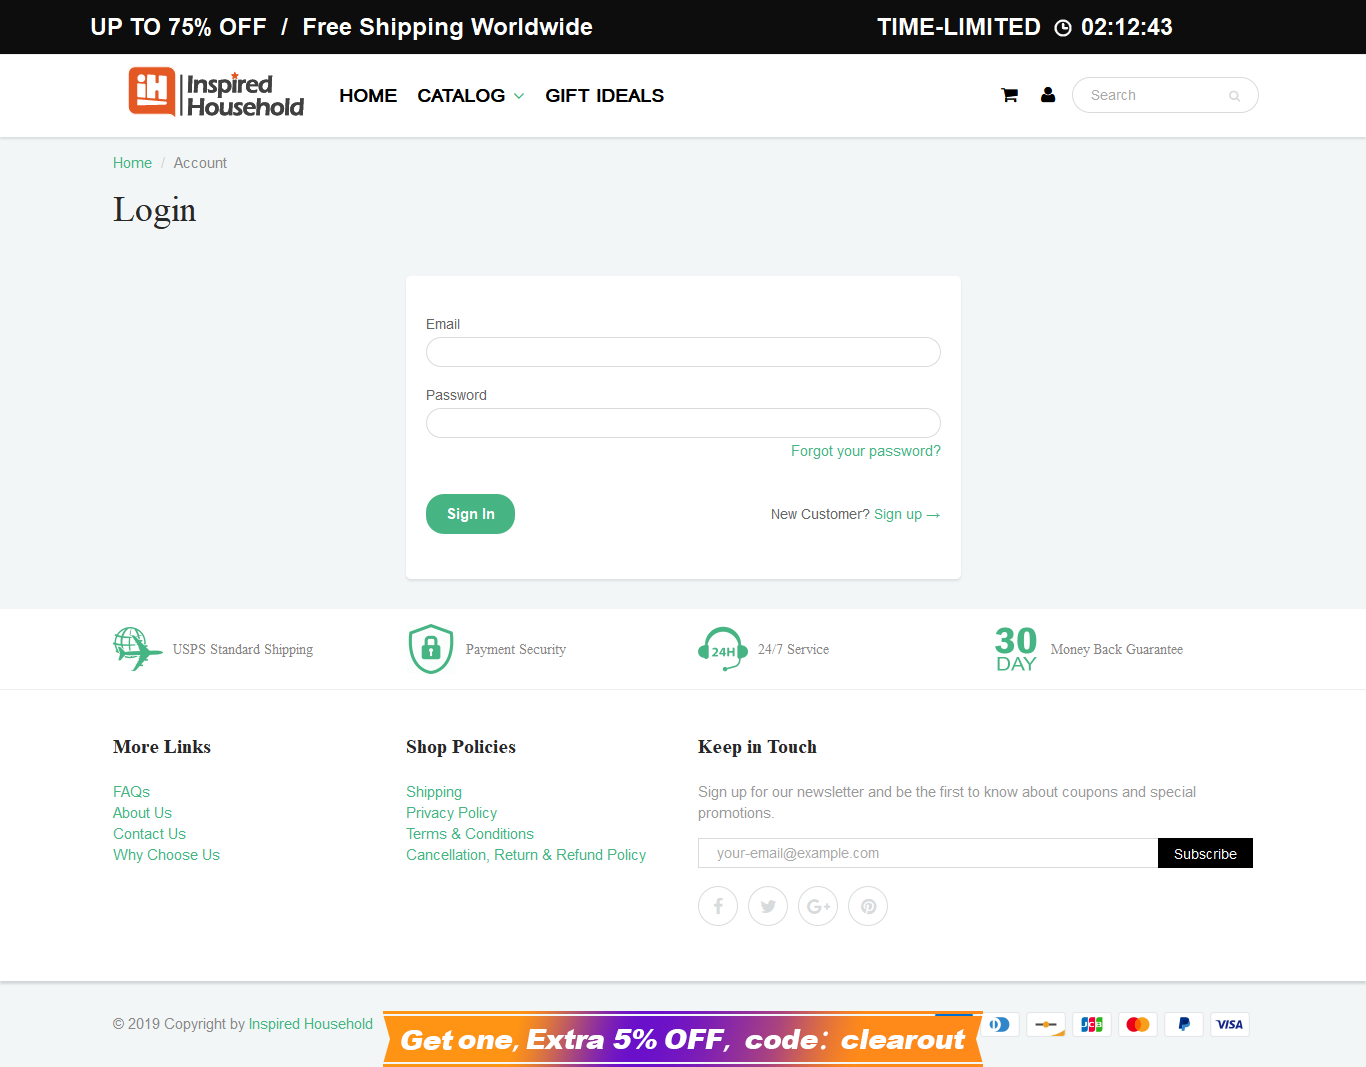 UP TO 75% OFF / Free Shipping Worldwide
TIME-LIMITED 02:12:43
iH Inspired Household
HOME
CATALOG
GIFT IDEALS
Search
Home / Account
Login
Email
Password
Forgot your password?
Sign In
New Customer? Sign up →
USPS Standard Shipping
Payment Security
24H
24/7 Service
30 DAY
Money Back Guarantee
More Links
FAQs
About Us
Contact Us
Why Choose Us
Shop Policies
Shipping
Privacy Policy
Terms & Conditions
Cancellation, Return & Refund Policy
Keep in Touch
Sign up for our newsletter and be the first to know about coupons and special
promotions.
your-email@example.com
Subscribe
© 2019 Copyright by Inspired Household
Get one, Extra 5% OFF, code: clearout
JCB
VISA